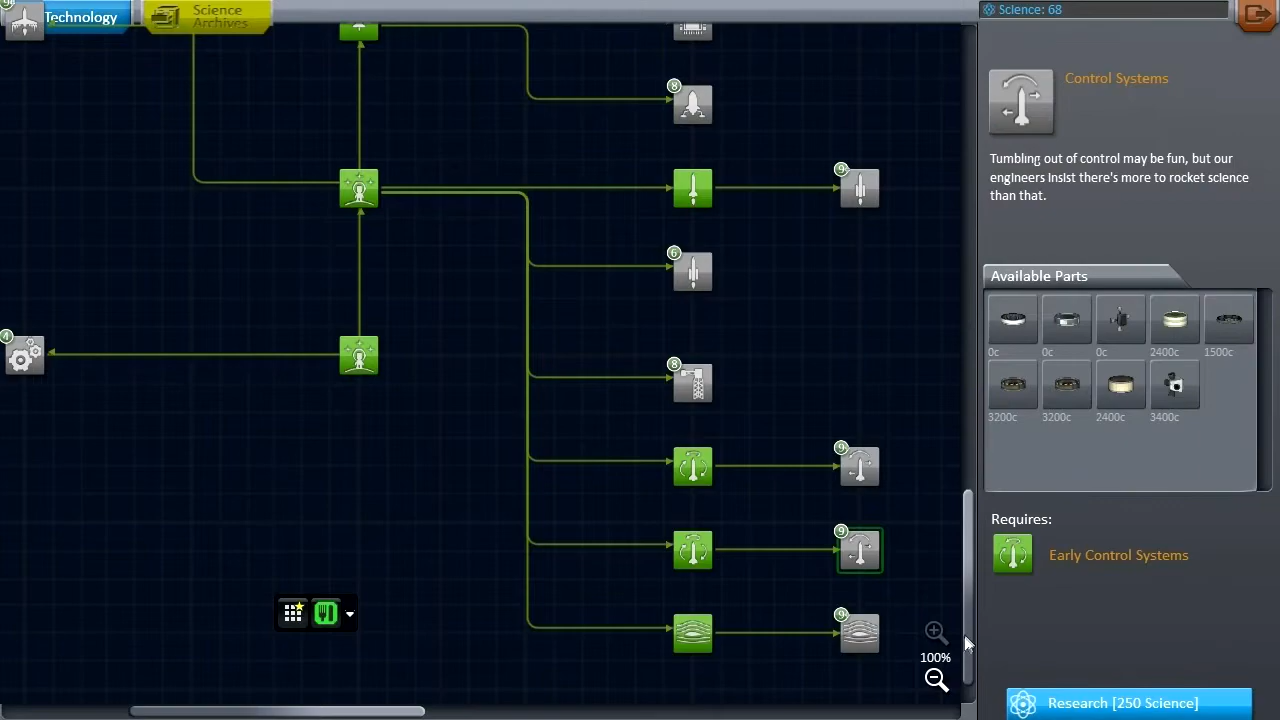 Technology
Science
Archives
Science: 68
Control Systems
Tumbling out of control may be fun, but our
engineers insist there's more to rocket science
than that.
8
9
6
Available Parts
0c 0c 0c 2400c 1500c
4
8
3200c 3200c 2400c 3400c
9
Requires:
9
Early Control Systems
9
100%
Research [250 Science]